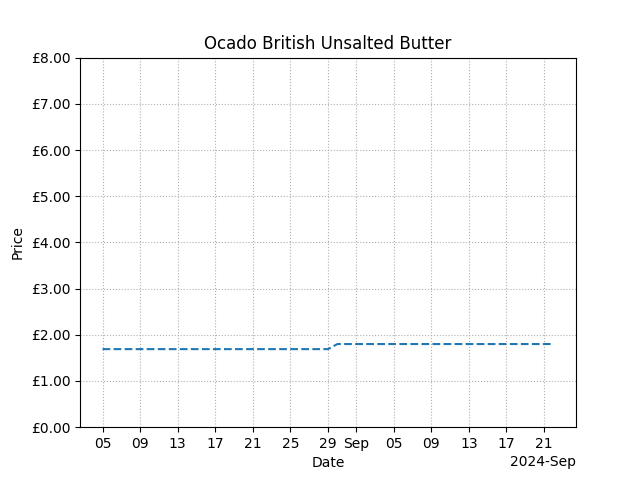 Ocado British Unsalted Butter
£8.00
£7.00
£6.00
£5.00
£4.00
£3.00
£2.00
£1.00
£0.00
Price
05 09 13 17 21 25 29 Sep 05 09 13 17 21
Date
2024-Sep